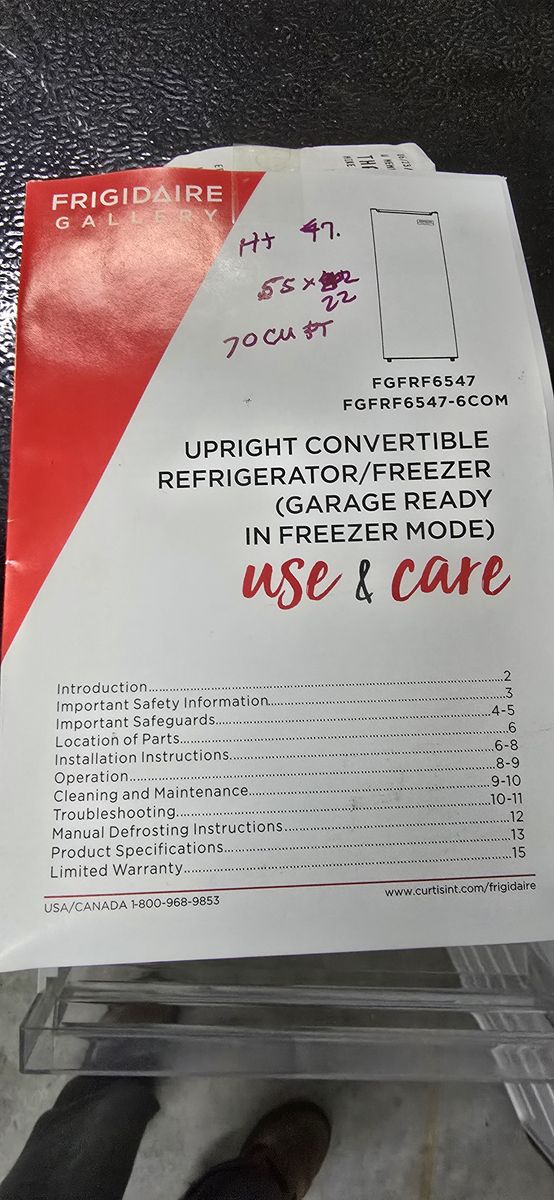 FRIGIDAIRE
GALLERY
Ht 47.
55 x
22
70 CU FT
FGFRF6547
FGFRF6547-6COM
UPRIGHT CONVERTIBLE
REFRIGERATOR/FREEZER
(GARAGE READY
IN FREEZER MODE)
use & care
Introduction..........2
Important Safety Information..........3
Important Safeguards..........4-5
Location of Parts..........6
Installation Instructions..........6-8
Operation..........8-9
Cleaning and Maintenance..........9-10
Troubleshooting..........10-11
Manual Defrosting Instructions..........12
Product Specifications..........13
Limited Warranty..........15
USA/CANADA 1-800-968-9853
www.curtisint.com/frigidaire